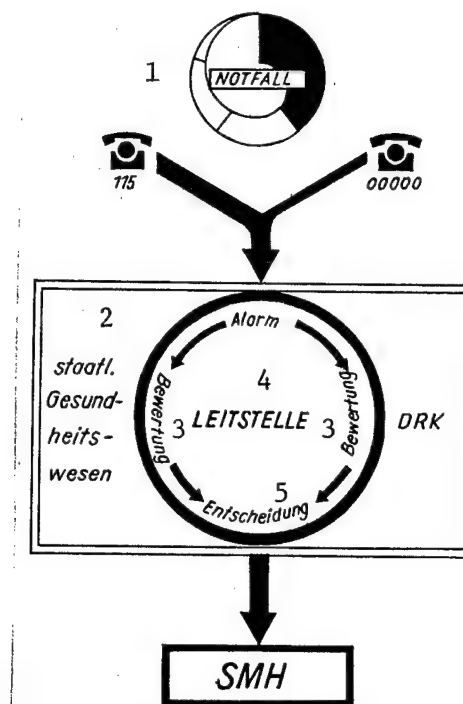 1
NOTFALL
115
00000
2
Alarm
staatl.
Gesund-
heits-
wesen
Bewertung
3
4
LEITSTELLE
3
Bewertung
DRK
5
Entscheidung
SMH